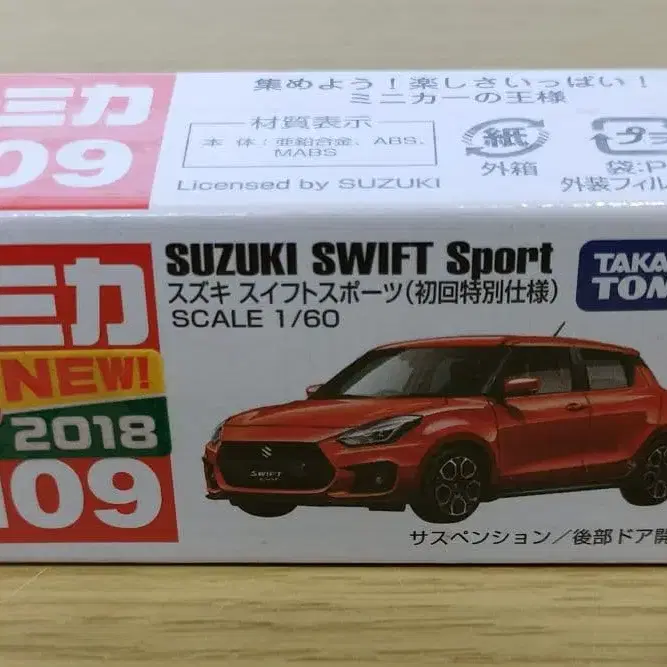 ミカ
09
集めよう！楽しさいっぱい！
ミニカーの王様
材質表示
本 体：亜鉛合金、ABS、
MABS
Licensed by SUZUKI
紙
外箱
プラ
袋:P
外装フィル
ミカ
NEW!
2018
109
SUZUKI SWIFT Sport
スズキ スイフトスポーツ(初回特別仕様)
SCALE 1/60
TAKA
TOM
SWIFT
サスペンション／後部ドア開